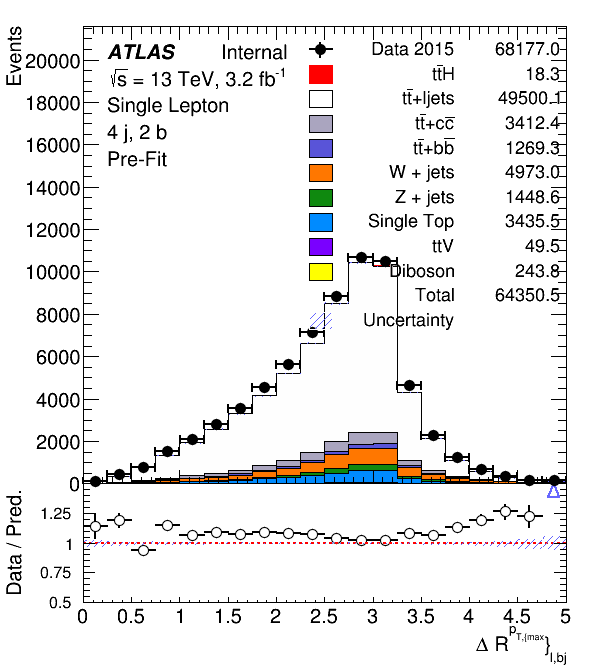 Events
ATLAS Internal
√s = 13 TeV, 3.2 fb⁻¹
Single Lepton
4 j, 2 b
Pre-Fit
Data 2015 68177.0
tt̄H 18.3
tt̄+ljets 49500.1
tt̄+cc̄ 3412.4
tt̄+bb̄ 1269.3
W + jets 4973.0
Z + jets 1448.6
Single Top 3435.5
ttV 49.5
Diboson 243.8
Total 64350.5
Uncertainty
20000
18000
16000
14000
12000
10000
8000
6000
4000
2000
0
Data / Pred.
1.25
1
0.75
0.5
0 0.5 1 1.5 2 2.5 3 3.5 4 4.5 5
Δ R^{p_{T,{max}}}_{l,bj}